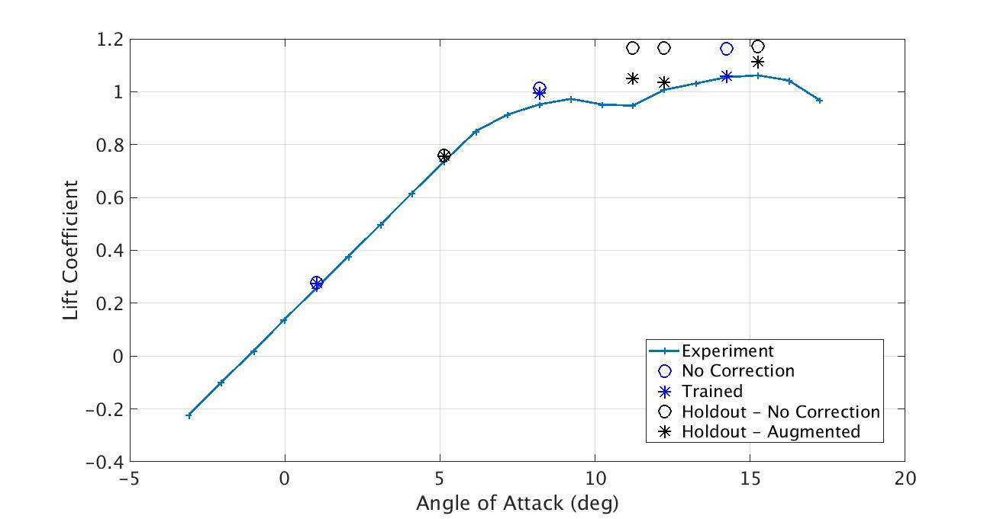 1.2
1
0.8
0.6
0.4
0.2
0
−0.2
−0.4
Lift Coefficient
−5
0
5
10
15
20
Angle of Attack (deg)
Experiment
No Correction
Trained
Holdout − No Correction
Holdout − Augmented